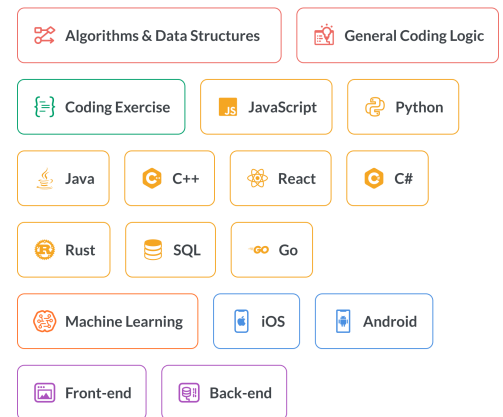 Algorithms & Data Structures
General Coding Logic
Coding Exercise
JS
JavaScript
Python
Java
C++
React
C#
Rust
SQL
GO
Go
Machine Learning
iOS
Android
Front-end
Back-end